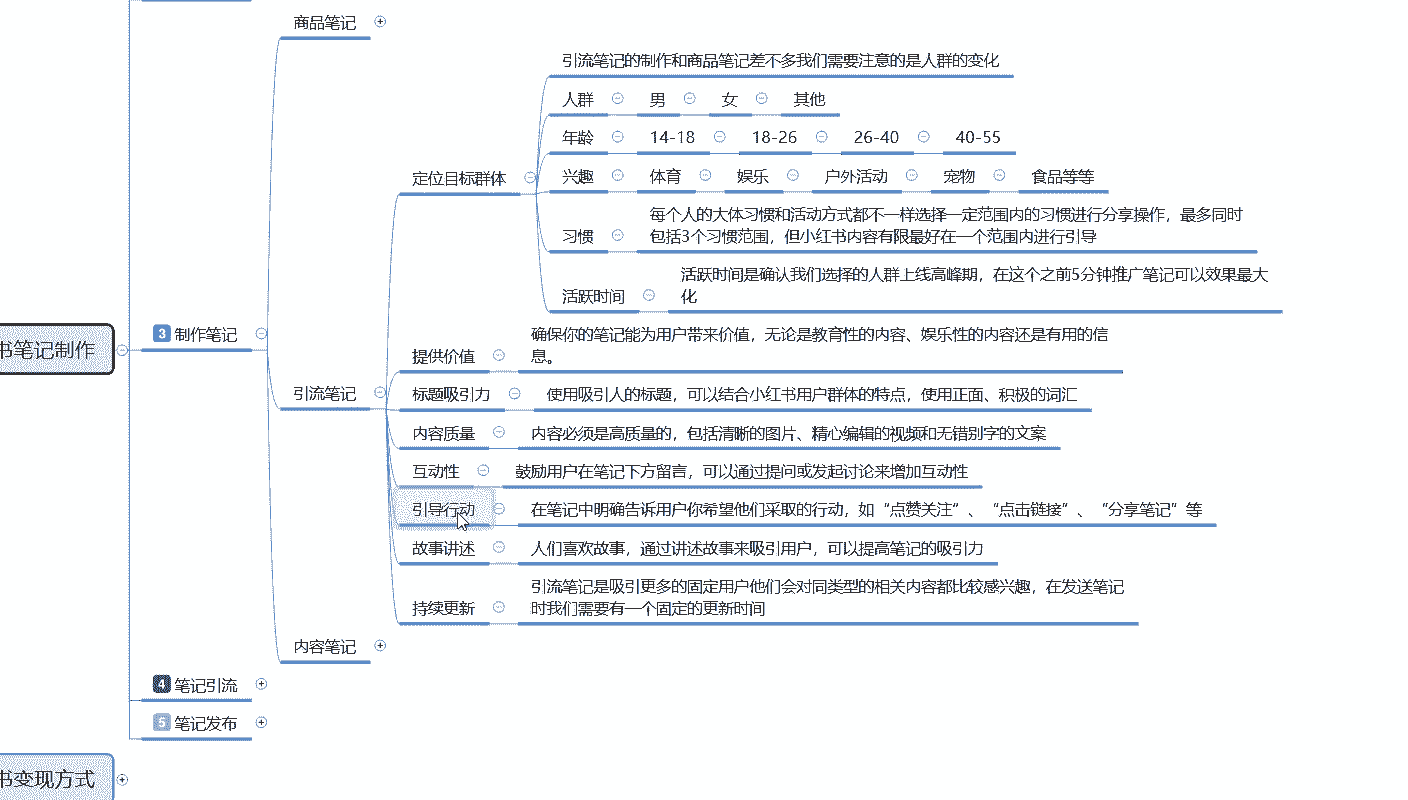 商品笔记
引流笔记的制作和商品笔记差不多我们需要注意的是人群的变化
人群 男 女 其他
年龄 14-18 18-26 26-40 40-55
定位目标群体
兴趣 体育 娱乐 户外活动 宠物 食品等等
每个人的大体习惯和活动方式都不一样选择一定范围内的习惯进行分享操作，最多同时
包括3个习惯范围，但小红书内容有限最好在一个范围内进行引导
习惯
活跃时间是确认我们选择的人群上线高峰期，在这个之前5分钟推广笔记可以效果最大
化
活跃时间
书笔记制作
3 制作笔记
确保你的笔记能为用户带来价值，无论是教育性的内容、娱乐性的内容还是有用的信
息。
提供价值
引流笔记
标题吸引力 使用吸引人的标题，可以结合小红书用户群体的特点，使用正面、积极的词汇
内容质量 内容必须是高质量的，包括清晰的图片、精心编辑的视频和无错别字的文案
互动性 鼓励用户在笔记下方留言，可以通过提问或发起讨论来增加互动性
引导行动 在笔记中明确告诉用户你希望他们采取的行动，如“点赞关注”、“点击链接”、“分享笔记”等
故事讲述 人们喜欢故事，通过讲述故事来吸引用户，可以提高笔记的吸引力
引流笔记是吸引更多的固定用户他们会对同类型的相关内容都比较感兴趣，在发送笔记
时我们需要有一个固定的更新时间
持续更新
内容笔记
4 笔记引流
5 笔记发布
书变现方式